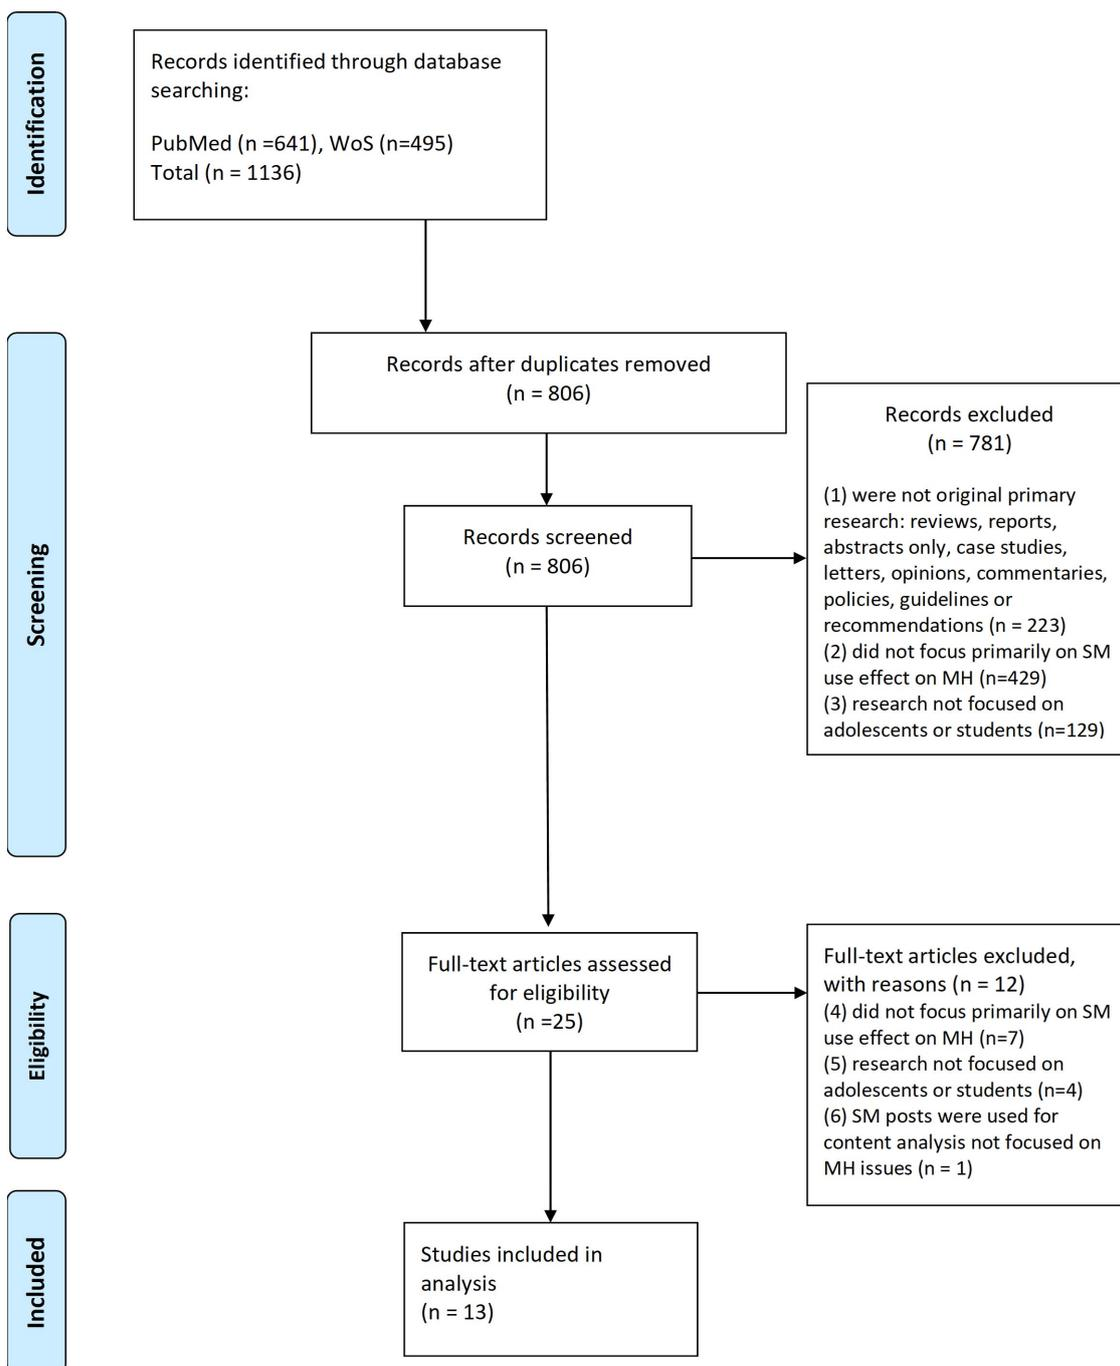 Identification
Records identified through database
searching:
PubMed (n =641), WoS (n=495)
Total (n = 1136)
Screening
Records after duplicates removed
(n = 806)
Records screened
(n = 806)
Records excluded
(n = 781)
(1) were not original primary
research: reviews, reports,
abstracts only, case studies,
letters, opinions, commentaries,
policies, guidelines or
recommendations (n = 223)
(2) did not focus primarily on SM
use effect on MH (n=429)
(3) research not focused on
adolescents or students (n=129)
Eligibility
Full-text articles assessed
for eligibility
(n =25)
Full-text articles excluded,
with reasons (n = 12)
(4) did not focus primarily on SM
use effect on MH (n=7)
(5) research not focused on
adolescents or students (n=4)
(6) SM posts were used for
content analysis not focused on
MH issues (n = 1)
Included
Studies included in
analysis
(n = 13)